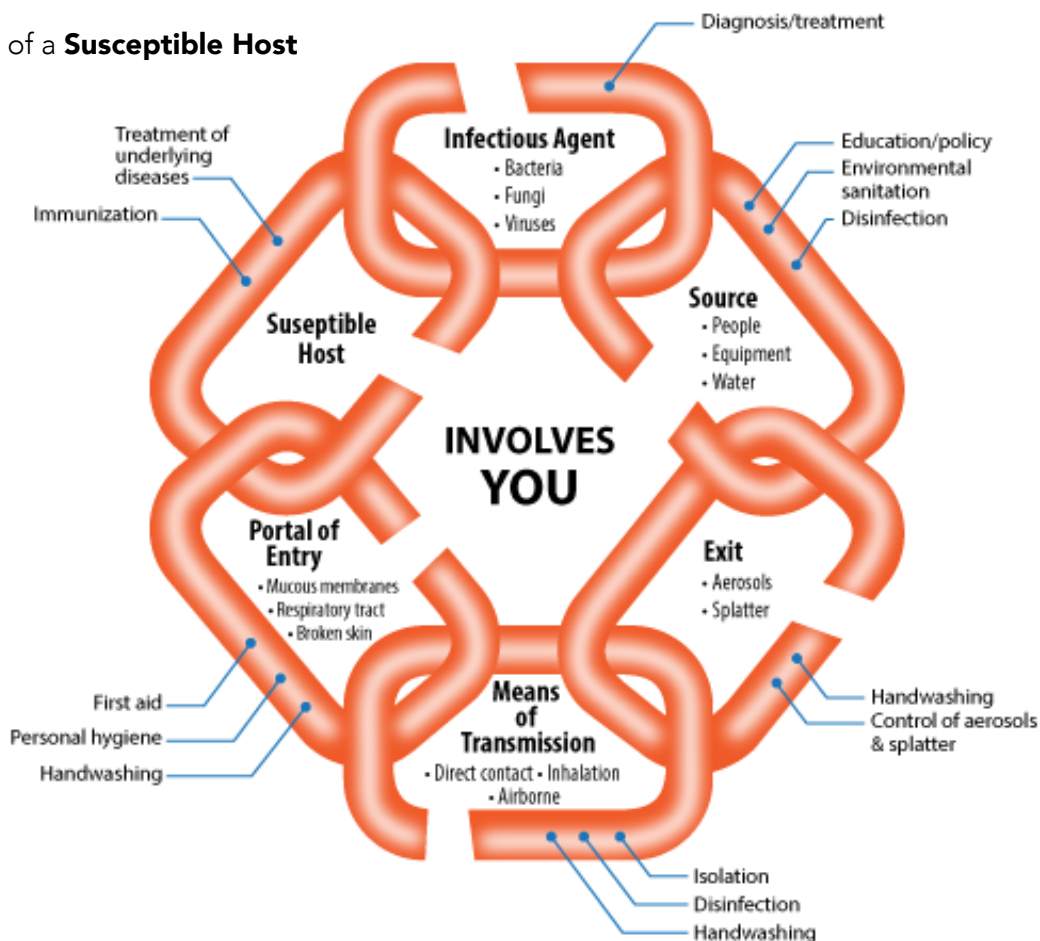 of a Susceptible Host
Diagnosis/treatment
Infectious Agent
• Bacteria
• Fungi
• Viruses
Treatment of
underlying
diseases
Immunization
Education/policy
Environmental
sanitation
Disinfection
Suseptible
Host
Source
• People
• Equipment
• Water
INVOLVES
YOU
Portal of
Entry
• Mucous membranes
• Respiratory tract
• Broken skin
Exit
• Aerosols
• Splatter
First aid
Personal hygiene
Handwashing
Means
of
Transmission
• Direct contact • Inhalation
• Airborne
Handwashing
Control of aerosols
& splatter
Isolation
Disinfection
Handwashing